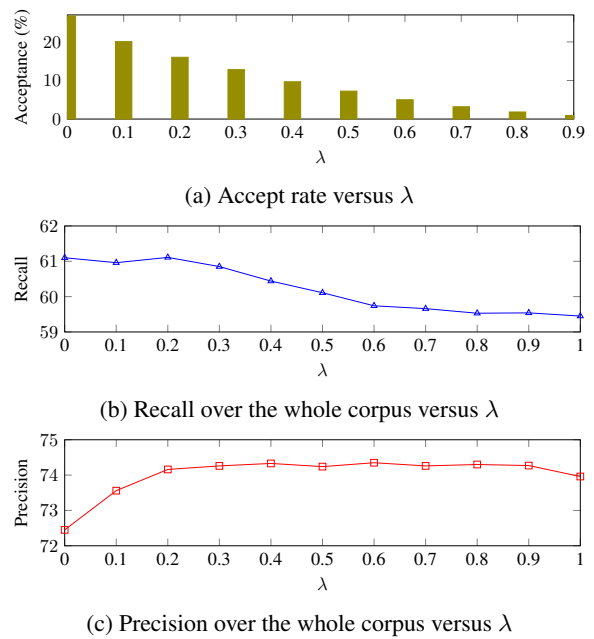 Acceptance (%)
20
10
0
0 0.1 0.2 0.3 0.4 0.5 0.6 0.7 0.8 0.9
λ
(a) Accept rate versus λ
Recall
62
61
60
59
0 0.1 0.2 0.3 0.4 0.5 0.6 0.7 0.8 0.9 1
λ
(b) Recall over the whole corpus versus λ
Precision
75
74
73
72
0 0.1 0.2 0.3 0.4 0.5 0.6 0.7 0.8 0.9 1
λ
(c) Precision over the whole corpus versus λ